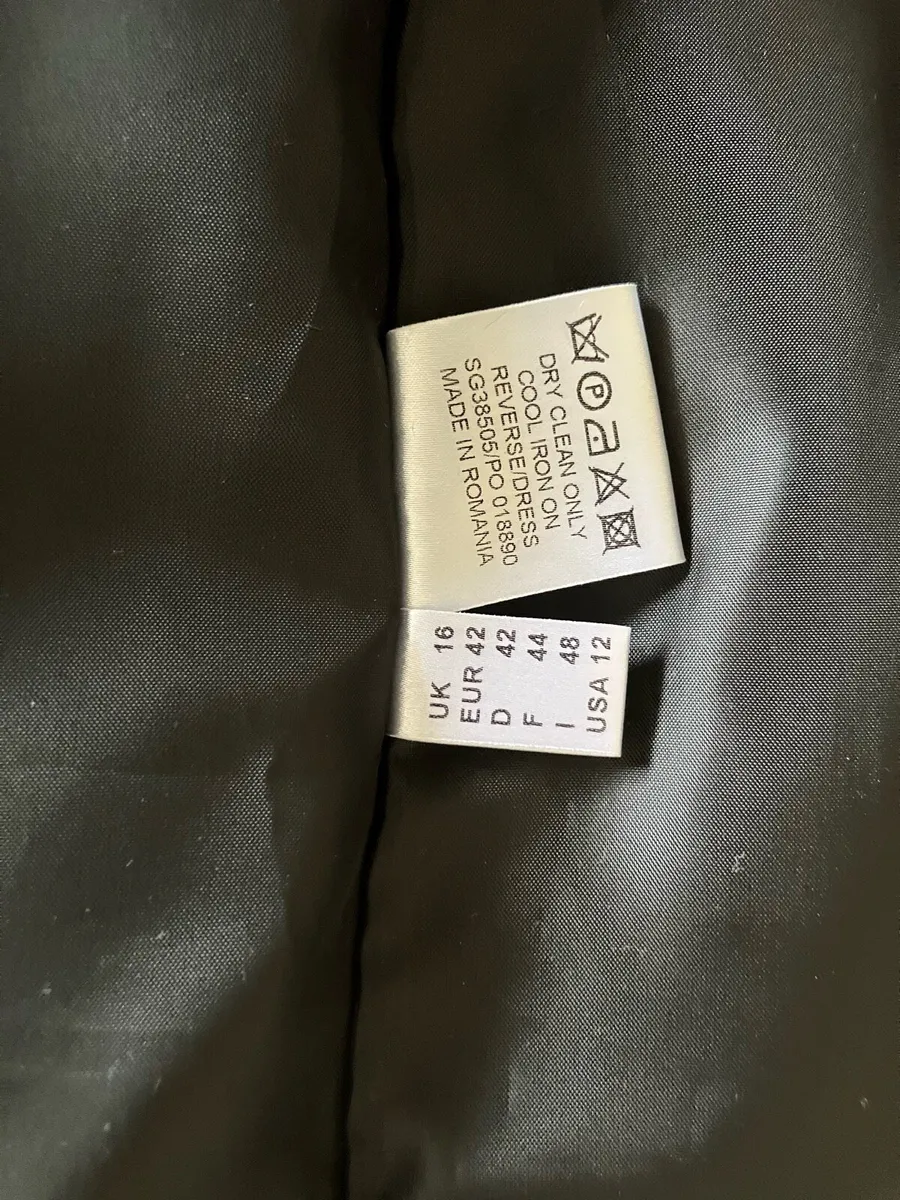 P
DRY CLEAN ONLY
COOL IRON ON
REVERSE/DRESS
SG38505/PO 018890
MADE IN ROMANIA
UK 16
EUR 42
D 42
F 44
I 48
USA 12